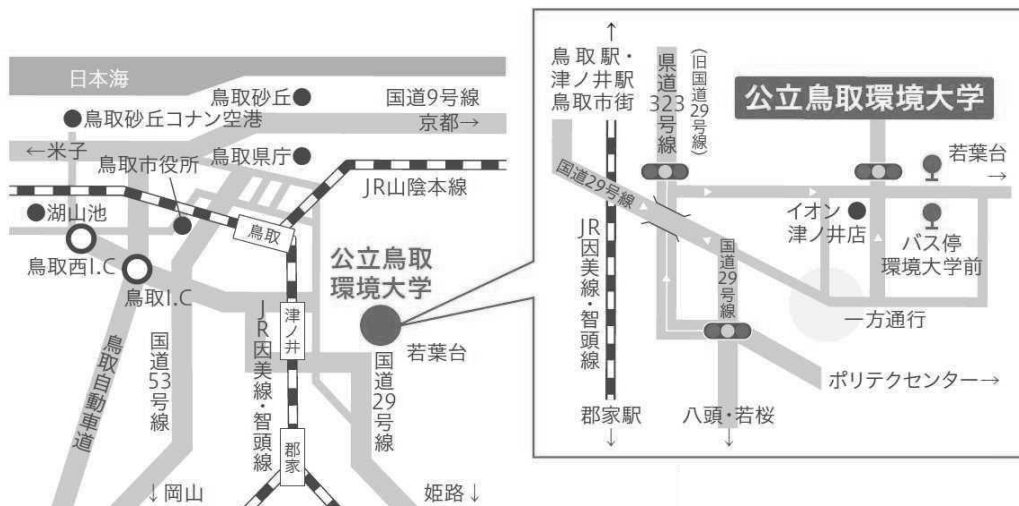 日本海
鳥取砂丘
国道9号線
鳥取砂丘コナン空港
京都→
←米子
鳥取市役所
鳥取県庁
JR山陰本線
湖山池
鳥取
鳥取西I.C
鳥取I.C
公立鳥取
環境大学
津ノ井
若葉台
鳥取自動車道
国道53号線
JR因美線・智頭線
国道29号線
郡家
↓岡山
姫路↓
↑
鳥取駅・
津ノ井駅
鳥取市街
県道
323
号線
(旧国道29号線)
公立鳥取環境大学
若葉台
→
国道29号線
イオン
津ノ井店
バス停
環境大学前
JR因美線・智頭線
国道29号線
一方通行
ポリテクセンター→
郡家駅
↓
八頭・若桜
↓